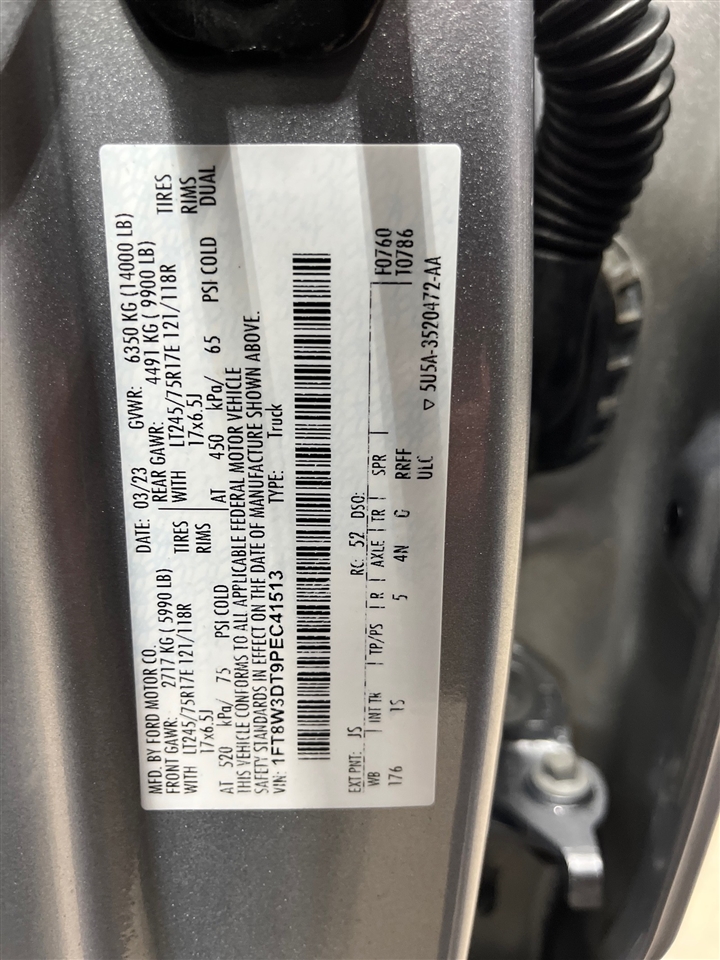 MFD. BY FORD MOTOR CO. DATE: 03/23 GVWR: 6350 KG (14000 LB)
FRONT GAWR: 2717 KG ( 5990 LB) REAR GAWR: 4491 KG ( 9900 LB)
WITH LT245/75R17E 121/118R TIRES WITH LT245/75R17E 121/118R TIRES
17x6.5J RIMS 17x6.5J RIMS
AT 520 kPa/ 75 PSI COLD AT 450 kPa/ 65 PSI COLD DUAL
THIS VEHICLE CONFORMS TO ALL APPLICABLE FEDERAL MOTOR VEHICLE
SAFETY STANDARDS IN EFFECT ON THE DATE OF MANUFACTURE SHOWN ABOVE.
VIN: 1FT8W3DT9PEC41513 TYPE: Truck
EXT PNT: JS RC: 52 DSO: F0760
WB INT TR TP/PS R AXLE TR SPR T0786
176 1S 5 4N G RRFF
ULC ▽ 5U5A-3520472-AA